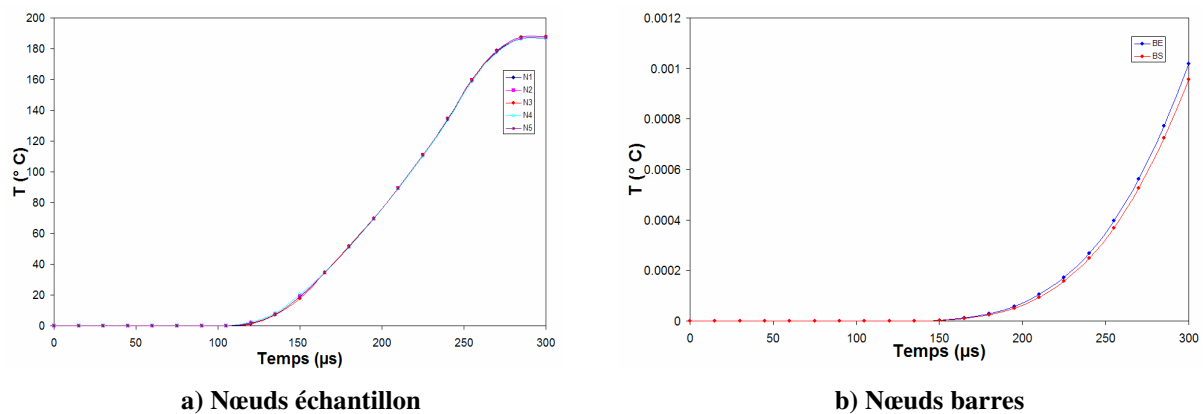 200
180
160
140
120
100
80
60
40
20
0
T (° C)
0 50 100 150 200 250 300
Temps (µs)
N1
N2
N3
N4
N5
a) Nœuds échantillon
0.0012
0.001
0.0008
0.0006
0.0004
0.0002
0
T (° C)
0 50 100 150 200 250 300
Temps (µs)
BE
BS
b) Nœuds barres